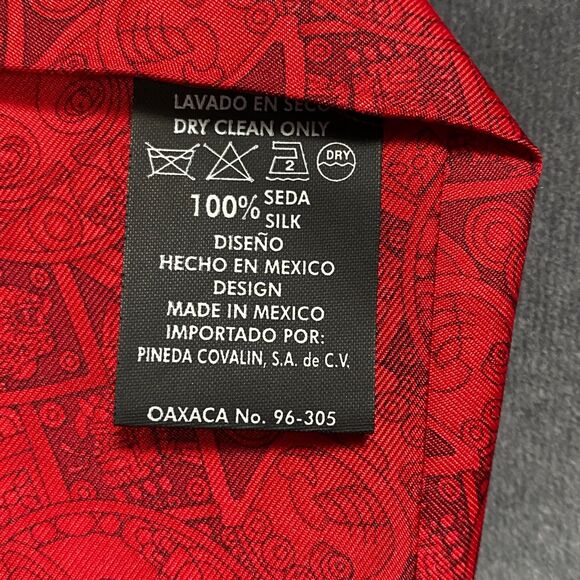 LAVADO EN SECO
DRY CLEAN ONLY
2 DRY
100% SEDA
SILK
DISEÑO
HECHO EN MEXICO
DESIGN
MADE IN MEXICO
IMPORTADO POR:
PINEDA COVALIN, S.A. de C.V.
OAXACA No. 96-305